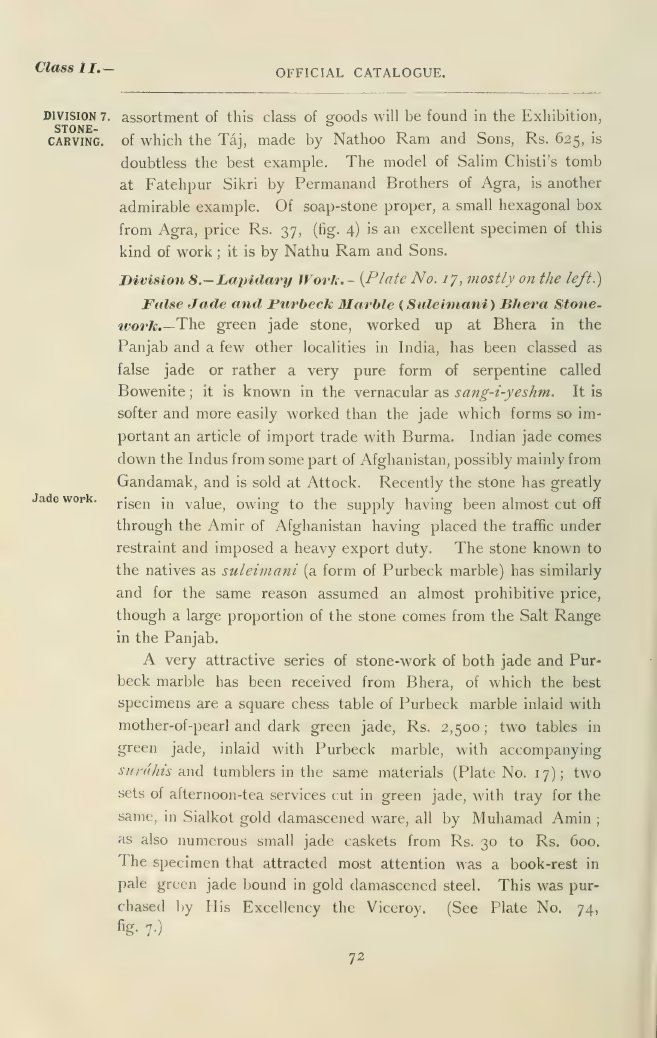 Class II.—
OFFICIAL CATALOGUE.
DIVISION 7.
STONE-
CARVING.
assortment of this class of goods will be found in the Exhibition,
of which the Táj, made by Nathoo Ram and Sons, Rs. 625, is
doubtless the best example. The model of Salim Chisti's tomb
at Fatehpur Sikri by Permanand Brothers of Agra, is another
admirable example. Of soap-stone proper, a small hexagonal box
from Agra, price Rs. 37, (fig. 4) is an excellent specimen of this
kind of work; it is by Nathu Ram and Sons.
Division 8.—Lapidary Work.-(Plate No. 17, mostly on the left.)
False Jade and Purbeck Marble (Suleimani) Bhera Stone-
work.—The green jade stone, worked up at Bhera in the
Panjab and a few other localities in India, has been classed as
false jade or rather a very pure form of serpentine called
Bowenite; it is known in the vernacular as sang-i-yeshm. It is
softer and more easily worked than the jade which forms so im-
portant an article of import trade with Burma. Indian jade comes
down the Indus from some part of Afghanistan, possibly mainly from
Gandamak, and is sold at Attock. Recently the stone has greatly
Jade work.
risen in value, owing to the supply having been almost cut off
through the Amir of Afghanistan having placed the traffic under
restraint and imposed a heavy export duty. The stone known to
the natives as suleimani (a form of Purbeck marble) has similarly
and for the same reason assumed an almost prohibitive price,
though a large proportion of the stone comes from the Salt Range
in the Panjab.
A very attractive series of stone-work of both jade and Pur-
beck marble has been received from Bhera, of which the best
specimens are a square chess table of Purbeck marble inlaid with
mother-of-pearl and dark green jade, Rs. 2,500; two tables in
green jade, inlaid with Purbeck marble, with accompanying
suráhis and tumblers in the same materials (Plate No. 17); two
sets of afternoon-tea services cut in green jade, with tray for the
same, in Sialkot gold damascened ware, all by Muhamad Amin;
as also numerous small jade caskets from Rs. 30 to Rs. 600.
The specimen that attracted most attention was a book-rest in
pale green jade bound in gold damascened steel. This was pur-
chased by His Excellency the Viceroy. (See Plate No. 74,
fig. 7.)
72